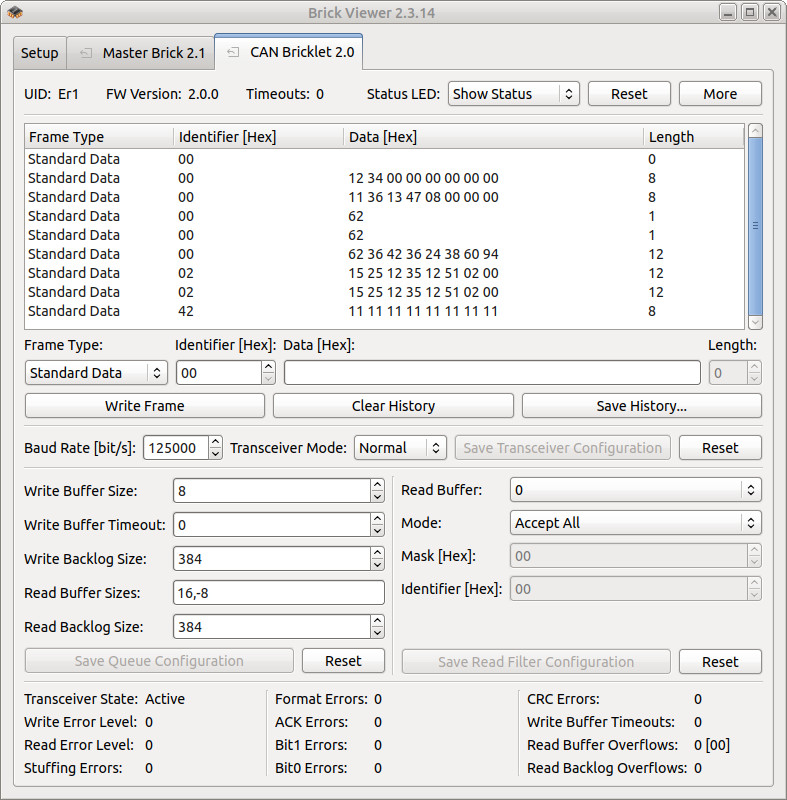 Brick Viewer 2.3.14
Setup Master Brick 2.1 CAN Bricklet 2.0
UID: Er1 FW Version: 2.0.0 Timeouts: 0 Status LED: Show Status Reset More
Frame Type Identifier [Hex] Data [Hex] Length
Standard Data 00 0
Standard Data 00 12 34 00 00 00 00 00 00 8
Standard Data 00 11 36 13 47 08 00 00 00 8
Standard Data 00 62 1
Standard Data 00 62 1
Standard Data 00 62 36 42 36 24 38 60 94 12
Standard Data 02 15 25 12 35 12 51 02 00 12
Standard Data 02 15 25 12 35 12 51 02 00 12
Standard Data 42 11 11 11 11 11 11 11 11 8
Frame Type: Identifier [Hex]: Data [Hex]: Length:
Standard Data 00 0
Write Frame Clear History Save History...
Baud Rate [bit/s]: 125000 Transceiver Mode: Normal Save Transceiver Configuration Reset
Write Buffer Size: 8 Read Buffer: 0
Write Buffer Timeout: 0 Mode: Accept All
Write Backlog Size: 384 Mask [Hex]: 00
Read Buffer Sizes: 16,-8 Identifier [Hex]: 00
Read Backlog Size: 384
Save Queue Configuration Reset Save Read Filter Configuration Reset
Transceiver State: Active Format Errors: 0 CRC Errors: 0
Write Error Level: 0 ACK Errors: 0 Write Buffer Timeouts: 0
Read Error Level: 0 Bit1 Errors: 0 Read Buffer Overflows: 0 [00]
Stuffing Errors: 0 Bit0 Errors: 0 Read Backlog Overflows: 0